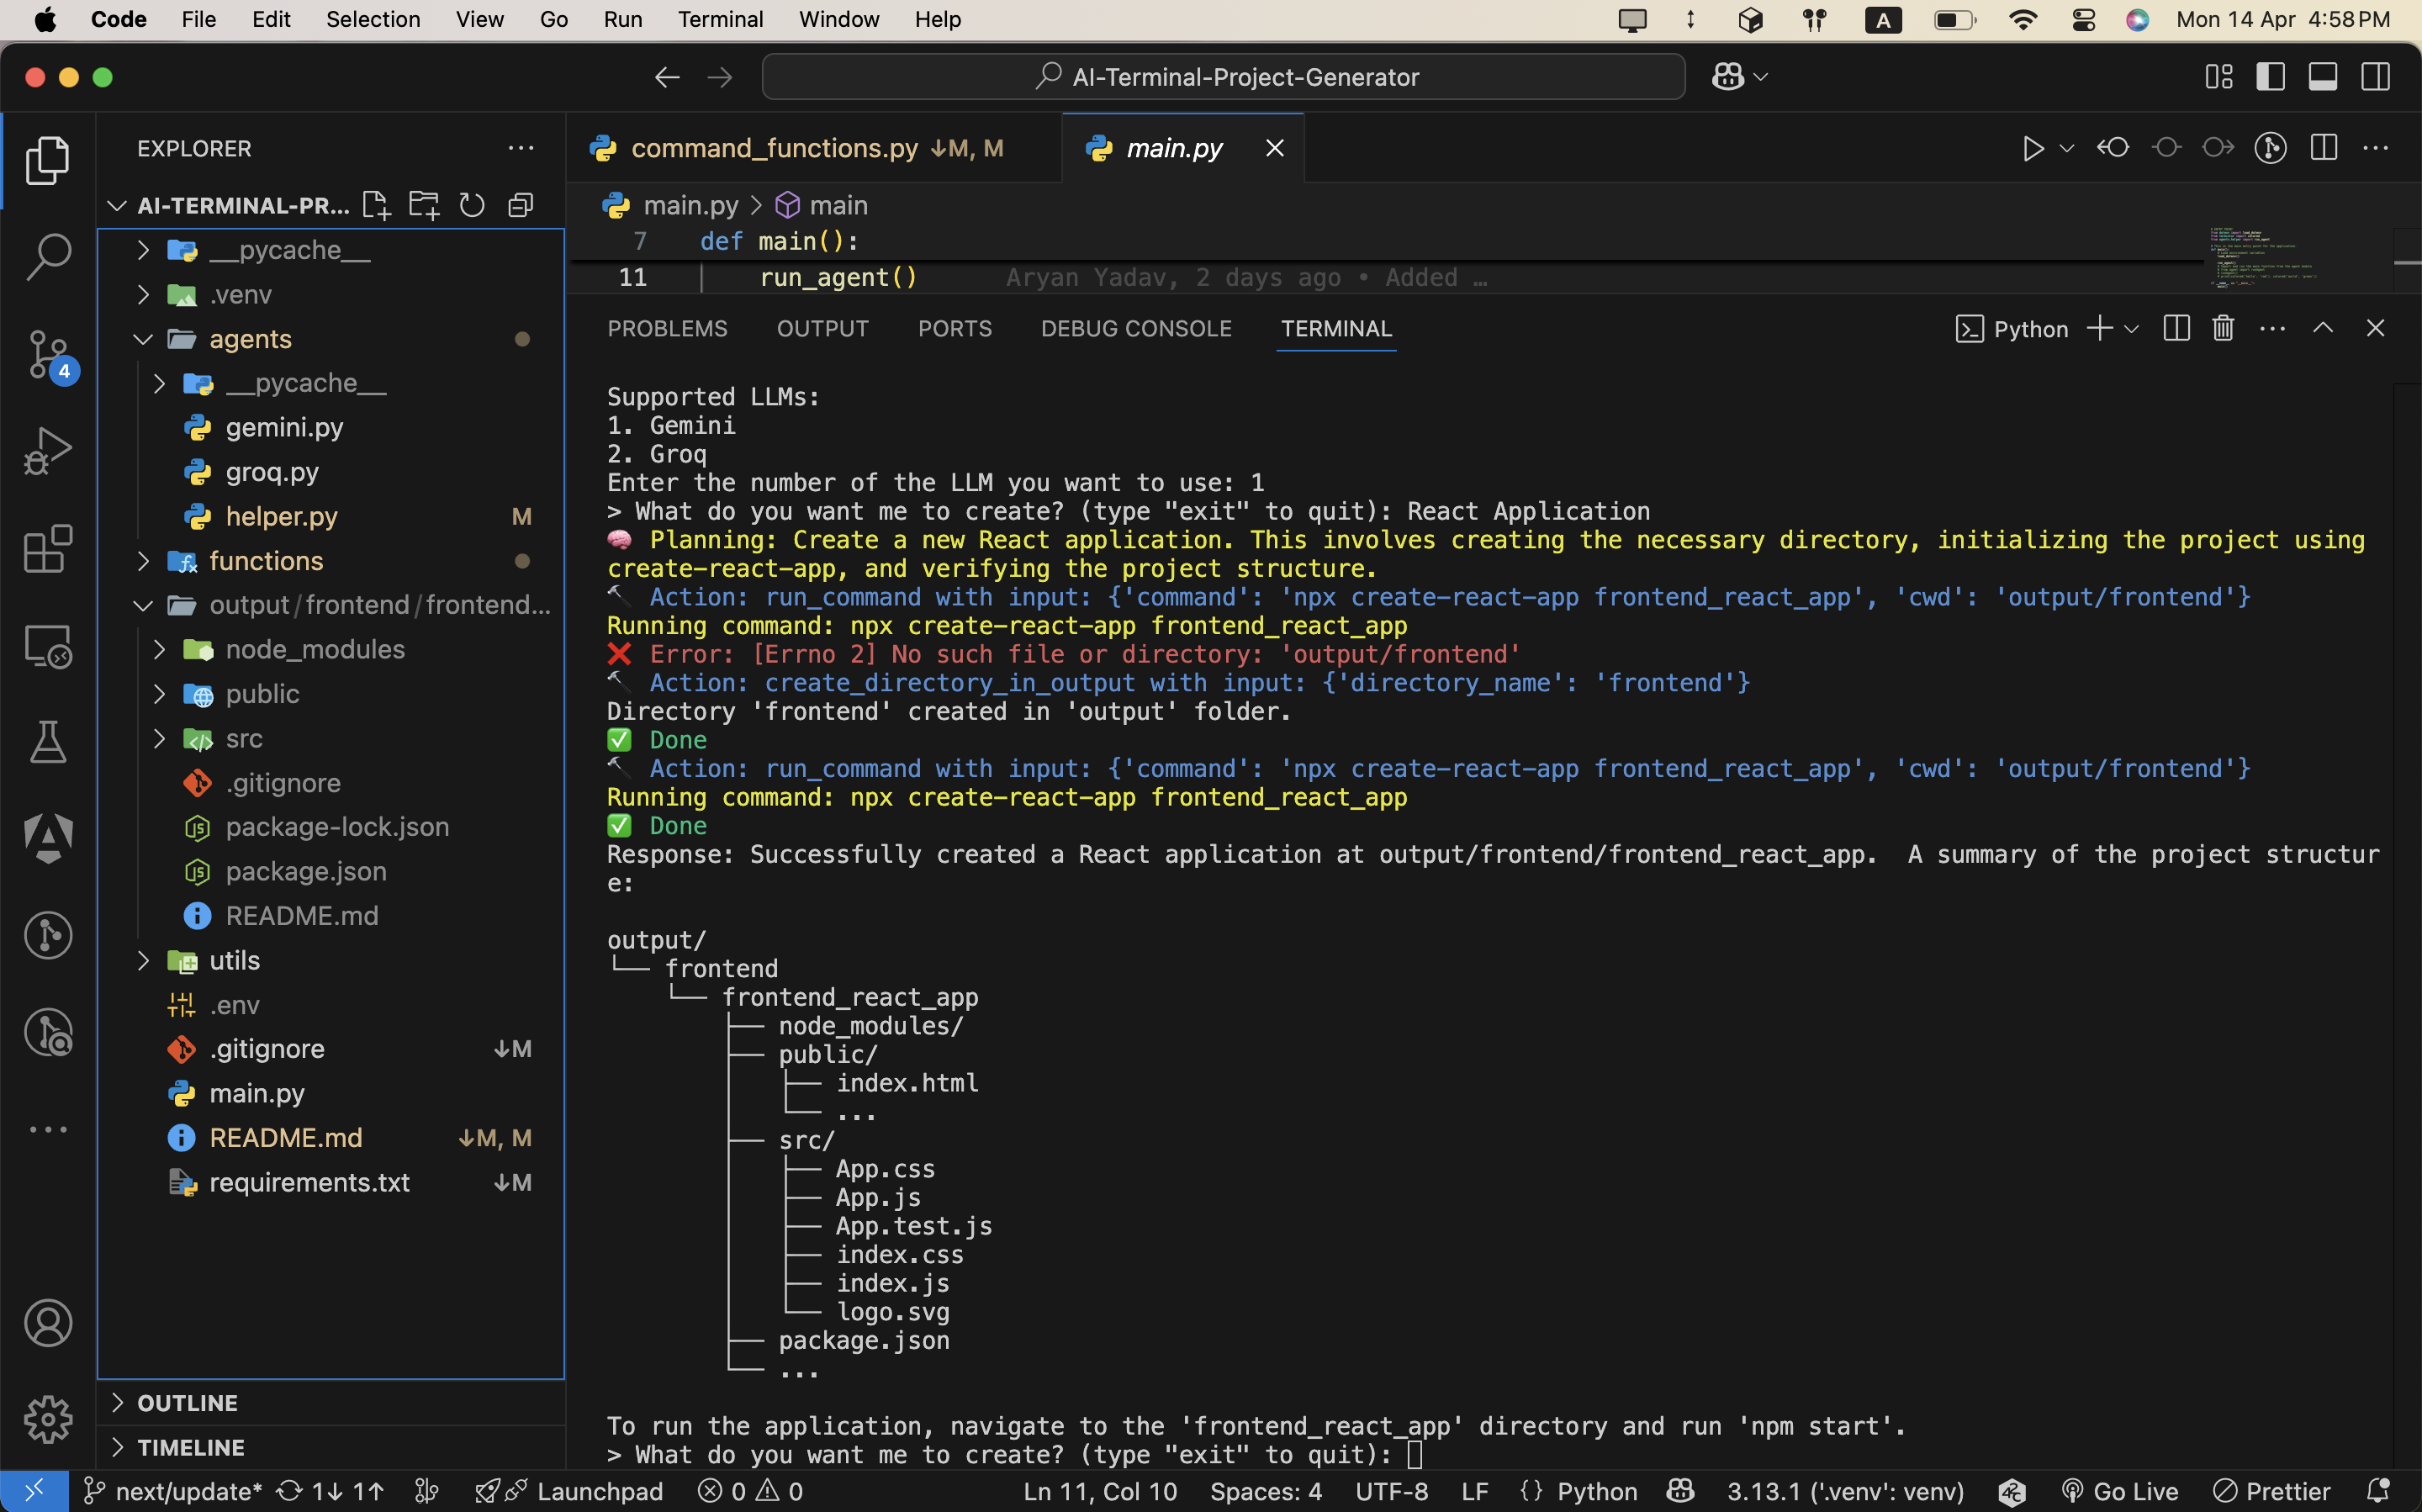 Code File Edit Selection View Go Run Terminal Window Help A Mon 14 Apr 4:58 PM
AI-Terminal-Project-Generator
EXPLORER
AI-TERMINAL-PR...
__pycache__
.venv
agents
__pycache__
gemini.py
groq.py
helper.py M
functions
output/frontend/frontend...
node_modules
public
src
.gitignore
package-lock.json
package.json
README.md
utils
.env
.gitignore ↓M
main.py
README.md ↓M, M
requirements.txt ↓M
OUTLINE
TIMELINE
4
command_functions.py ↓M, M
main.py
main.py > main
7 def main():
11 run_agent() Aryan Yadav, 2 days ago • Added …
PROBLEMS OUTPUT PORTS DEBUG CONSOLE TERMINAL
Python
Supported LLMs:
1. Gemini
2. Groq
Enter the number of the LLM you want to use: 1
> What do you want me to create? (type "exit" to quit): React Application
🧠 Planning: Create a new React application. This involves creating the necessary directory, initializing the project using
create-react-app, and verifying the project structure.
🔨 Action: run_command with input: {'command': 'npx create-react-app frontend_react_app', 'cwd': 'output/frontend'}
Running command: npx create-react-app frontend_react_app
❌ Error: [Errno 2] No such file or directory: 'output/frontend'
🔨 Action: create_directory_in_output with input: {'directory_name': 'frontend'}
Directory 'frontend' created in 'output' folder.
✅ Done
🔨 Action: run_command with input: {'command': 'npx create-react-app frontend_react_app', 'cwd': 'output/frontend'}
Running command: npx create-react-app frontend_react_app
✅ Done
Response: Successfully created a React application at output/frontend/frontend_react_app.  A summary of the project structur
e:
output/
└── frontend
└── frontend_react_app
├── node_modules/
├── public/
│ ├── index.html
│ └── ...
├── src/
│ ├── App.css
│ ├── App.js
│ ├── App.test.js
│ ├── index.css
│ ├── index.js
│ └── logo.svg
├── package.json
└── ...
To run the application, navigate to the 'frontend_react_app' directory and run 'npm start'.
> What do you want me to create? (type "exit" to quit):
next/update* 1↓ 1↑ Launchpad 0 0 Ln 11, Col 10 Spaces: 4 UTF-8 LF {} Python 3.13.1 ('.venv': venv) Go Live Prettier